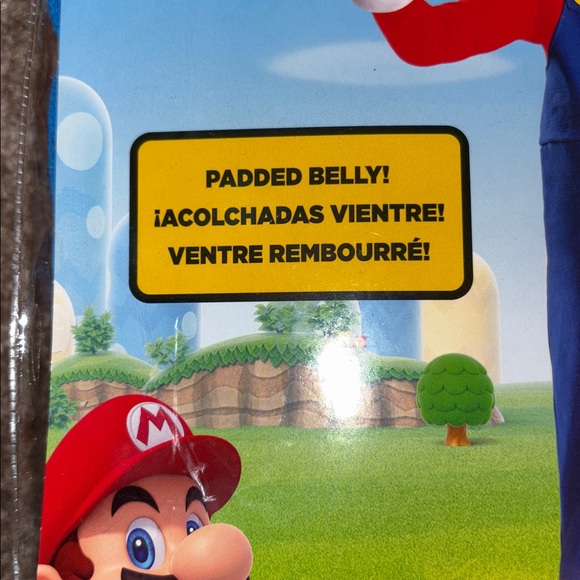 PADDED BELLY!
¡ACOLCHADAS VIENTRE!
VENTRE REMBOURRÉ!
M